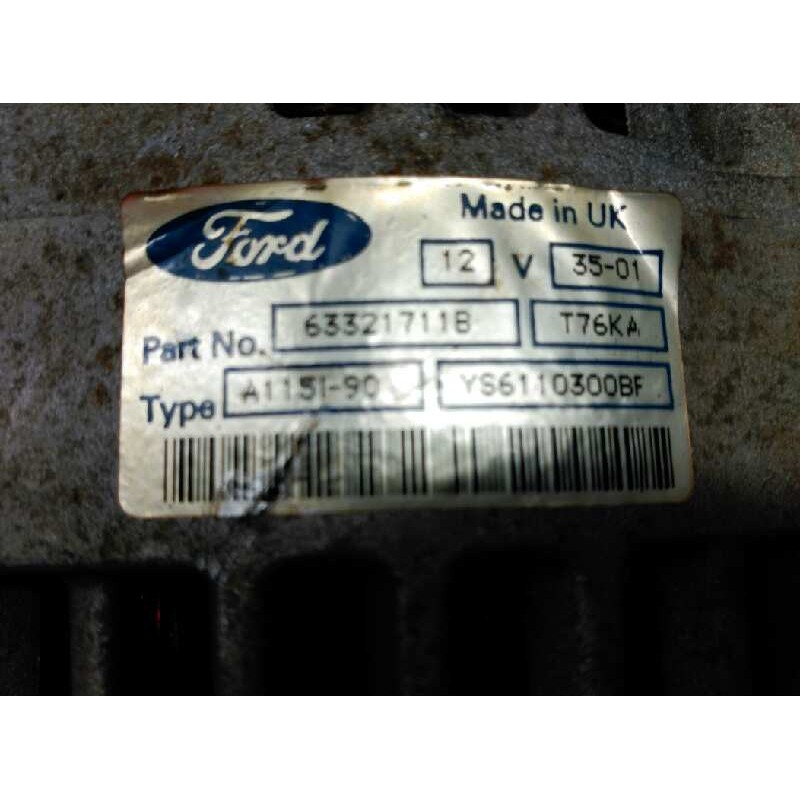 Ford
Made in UK
12 V 35-01
Part No. 63321711B T76KA
Type A115I-90 YS6110300BF